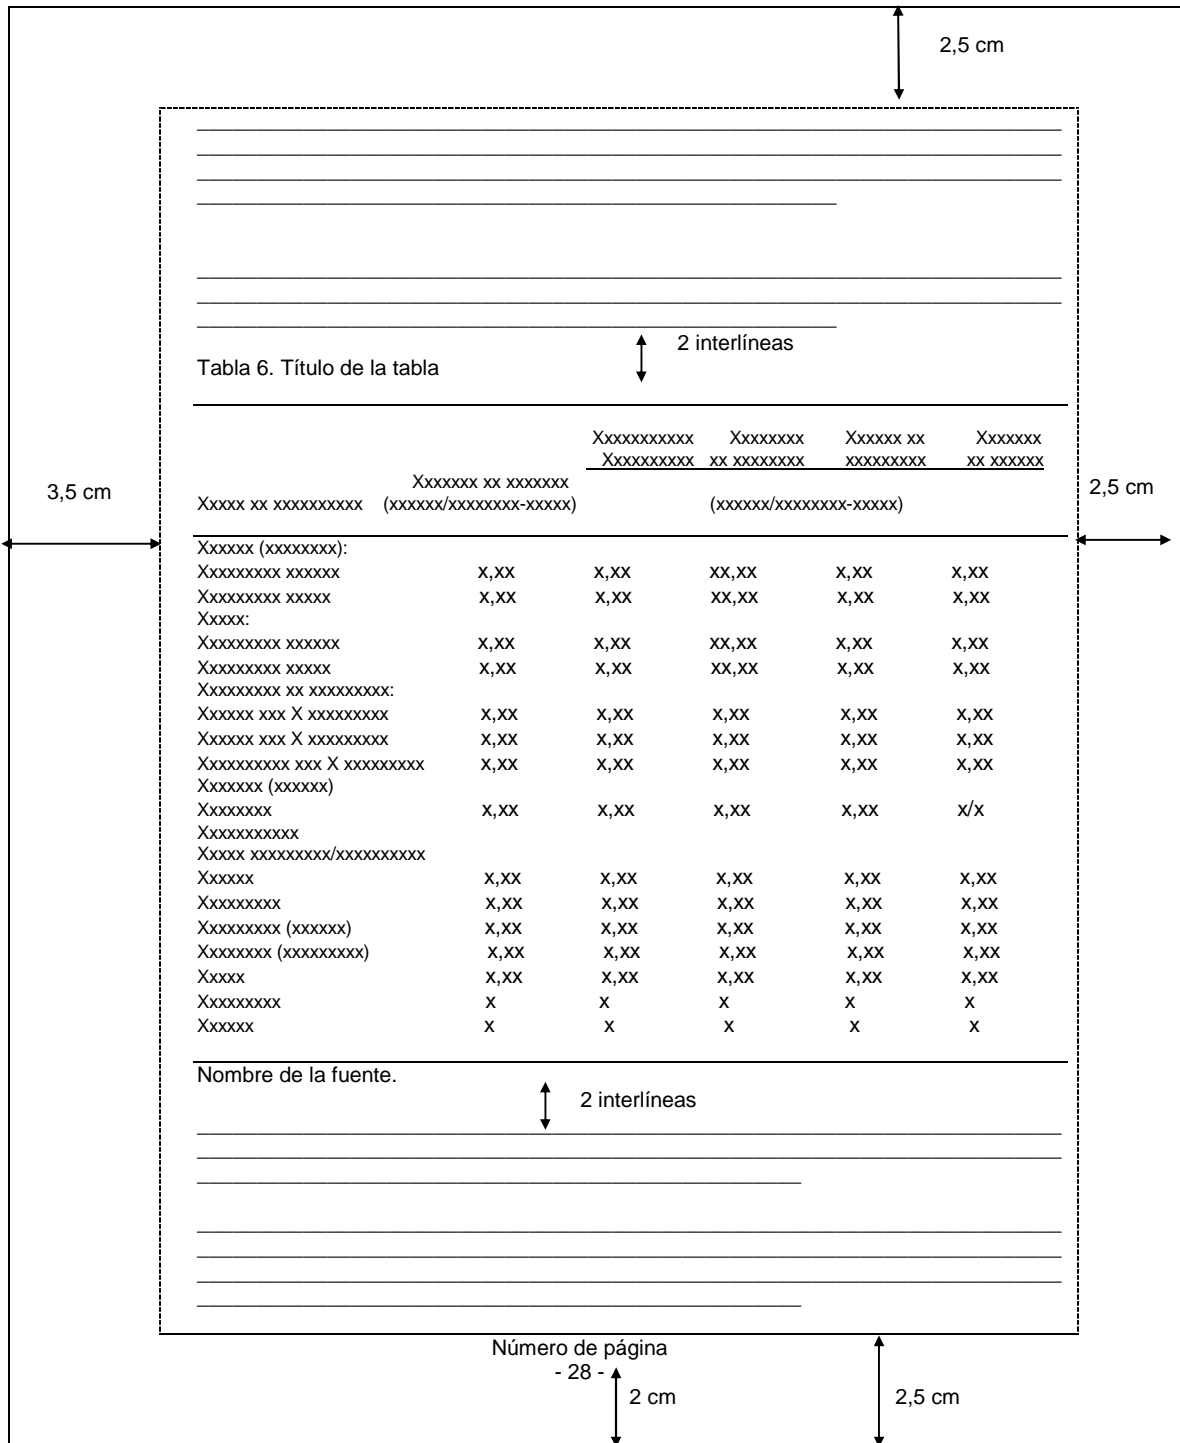 2,5 cm
2 interlíneas
Tabla 6. Título de la tabla
Xxxxxxxxxxx Xxxxxxxx Xxxxxx xx Xxxxxxx
Xxxxxxxxxx xx xxxxxxxx xxxxxxxxx xx xxxxxx
Xxxxxxx xx xxxxxxx
3,5 cm
2,5 cm
Xxxxx xx xxxxxxxxxx (xxxxxx/xxxxxxxx-xxxxx) (xxxxxx/xxxxxxxx-xxxxx)
Xxxxxx (xxxxxxxx):
Xxxxxxxxx xxxxxx x,xx x,xx xx,xx x,xx x,xx
Xxxxxxxxx xxxxx x,xx x,xx xx,xx x,xx x,xx
Xxxxx:
Xxxxxxxxx xxxxxx x,xx x,xx xx,xx x,xx x,xx
Xxxxxxxxx xxxxx x,xx x,xx xx,xx x,xx x,xx
Xxxxxxxxx xx xxxxxxxxx:
Xxxxxx xxx X xxxxxxxxx x,xx x,xx x,xx x,xx x,xx
Xxxxxx xxx X xxxxxxxxx x,xx x,xx x,xx x,xx x,xx
Xxxxxxxxxx xxx X xxxxxxxxx x,xx x,xx x,xx x,xx x,xx
Xxxxxxx (xxxxxx)
Xxxxxxxx x,xx x,xx x,xx x,xx x/x
Xxxxxxxxxxx
Xxxxx xxxxxxxxx/xxxxxxxxxx
Xxxxxx x,xx x,xx x,xx x,xx x,xx
Xxxxxxxxx x,xx x,xx x,xx x,xx x,xx
Xxxxxxxxx (xxxxxx) x,xx x,xx x,xx x,xx x,xx
Xxxxxxxx (xxxxxxxxx) x,xx x,xx x,xx x,xx x,xx
Xxxxx x,xx x,xx x,xx x,xx x,xx
Xxxxxxxxx x x x x x
Xxxxxx x x x x x
Nombre de la fuente.
2 interlíneas
Número de página
- 28 -
2 cm 2,5 cm